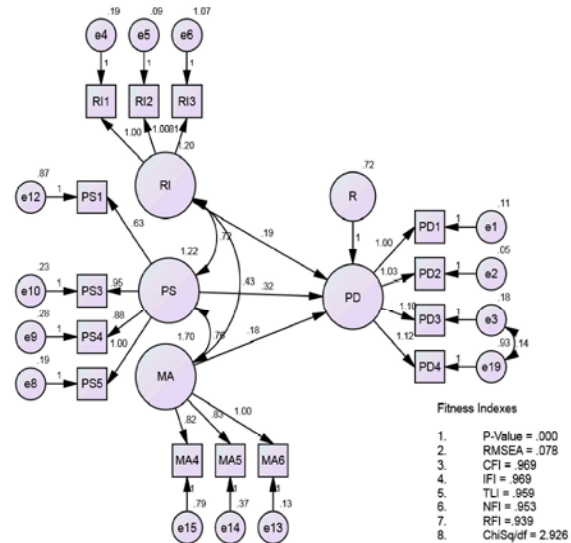 .19 .09 1.07
e4 e5 e6
1 1 1
RI1 RI2 RI3
1.00 1.00 .81
1.20
RI
.72
R
1
.87
e12 1 PS1
.63
.19
.11
1.00 PD1 1 e1
.72
1.22
.43
PD
.05
1.03 PD2 1 e2
.23
e10 1 PS3 .95
PS
.32
.18
1.10 PD3 1 e3
.28
e9 1 PS4 .88
1.70
.76
.18
1.12
.93 .14
PD4 1 e19
.19
e8 1 PS5 1.00
MA
Fitness Indexes
1. P-Value = .000
2. RMSEA = .078
3. CFI = .969
4. IFI = .969
5. TLI = .959
6. NFI = .953
7. RFI = .939
8. ChiSq/df = 2.926
.82 .83 1.00
MA4 MA5 MA6
1 1 1
.79 .37 .13
e15 e14 e13